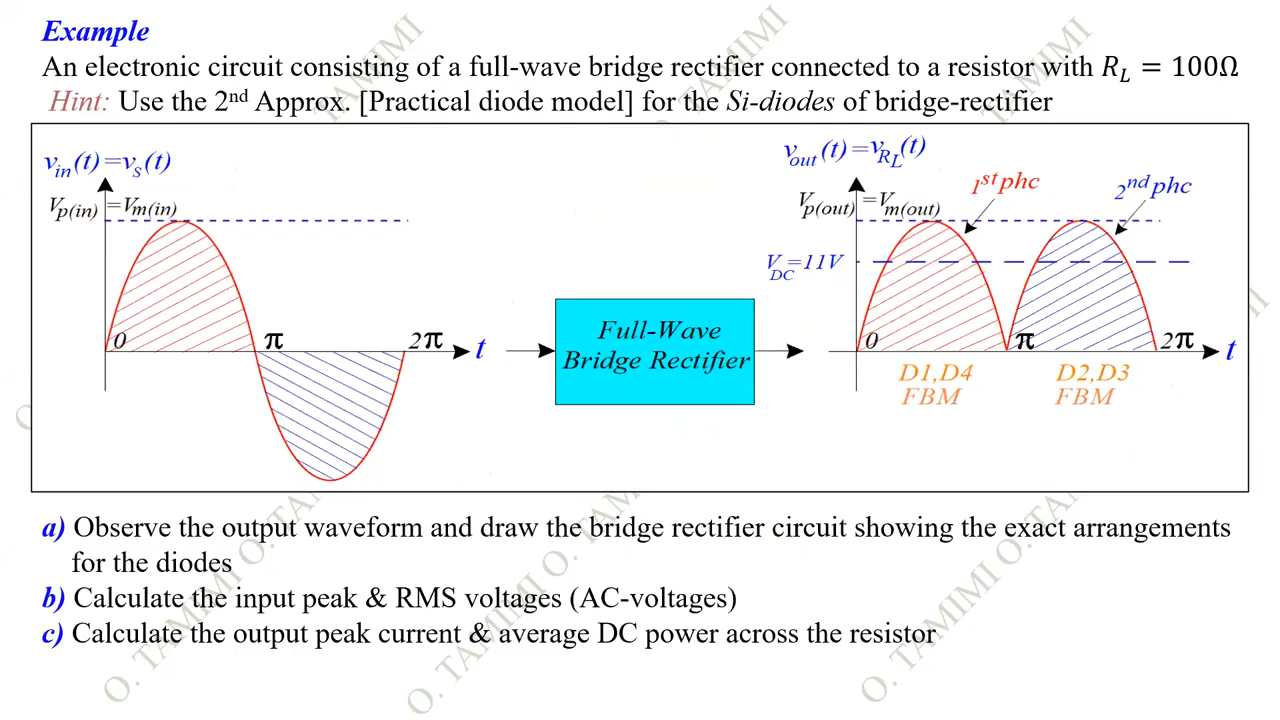 Example
An electronic circuit consisting of a full-wave bridge rectifier connected to a resistor with R_L = 100Ω
Hint: Use the 2nd Approx. [Practical diode model] for the Si-diodes of bridge-rectifier
v_in(t)=v_S(t)
V_p(in) =V_m(in)
0
π
2π
t
Full-Wave
Bridge Rectifier
v_out(t)=v_RL(t)
V_p(out) =V_m(out)
1st phc
2nd phc
V_DC=11V
0
π
2π
t
D1,D4
FBM
D2,D3
FBM
a) Observe the output waveform and draw the bridge rectifier circuit showing the exact arrangements
for the diodes
b) Calculate the input peak & RMS voltages (AC-voltages)
c) Calculate the output peak current & average DC power across the resistor
O. TAMIMI O. TAMIMI
O. TAMIMI
O. TAMIMI O. TAMIMI